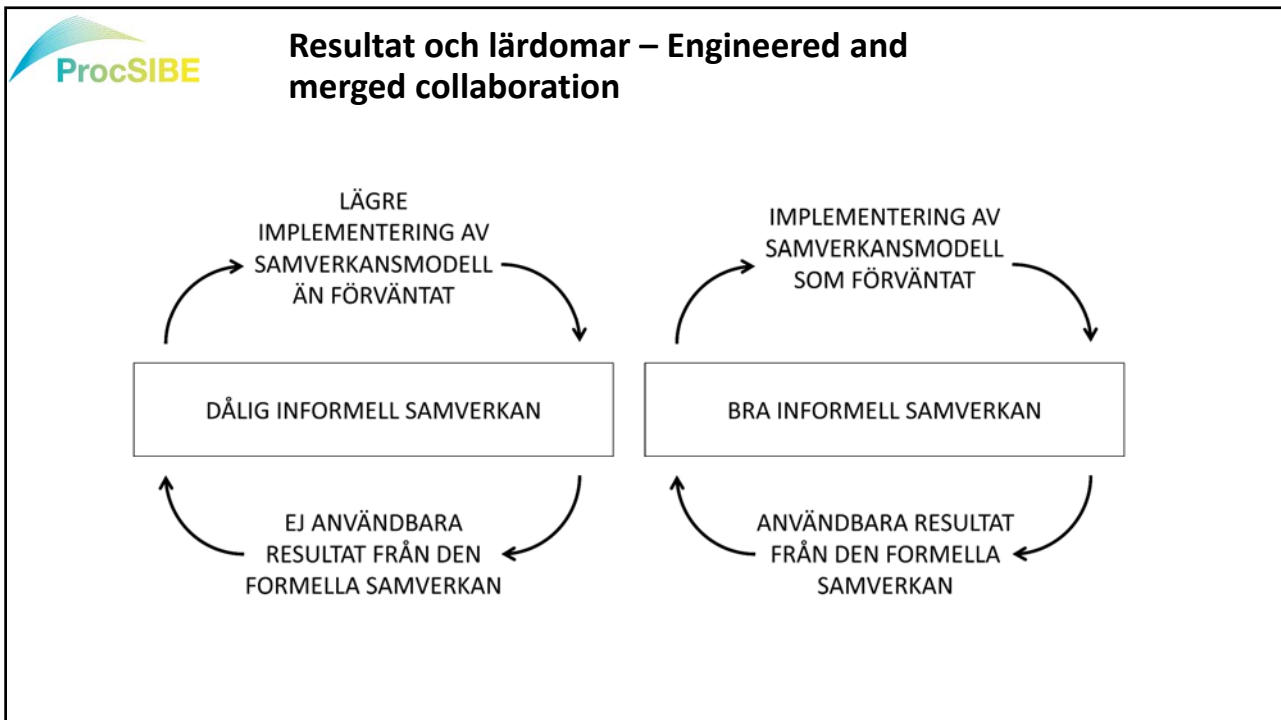 ProcSIBE
Resultat och lärdomar – Engineered and
merged collaboration
LÄGRE
IMPLEMENTERING AV
SAMVERKANSMODELL
ÄN FÖRVÄNTAT
DÅLIG INFORMELL SAMVERKAN
EJ ANVÄNDBARA
RESULTAT FRÅN DEN
FORMELLA SAMVERKAN
IMPLEMENTERING AV
SAMVERKANSMODELL
SOM FÖRVÄNTAT
BRA INFORMELL SAMVERKAN
ANVÄNDBARA RESULTAT
FRÅN DEN FORMELLA
SAMVERKAN